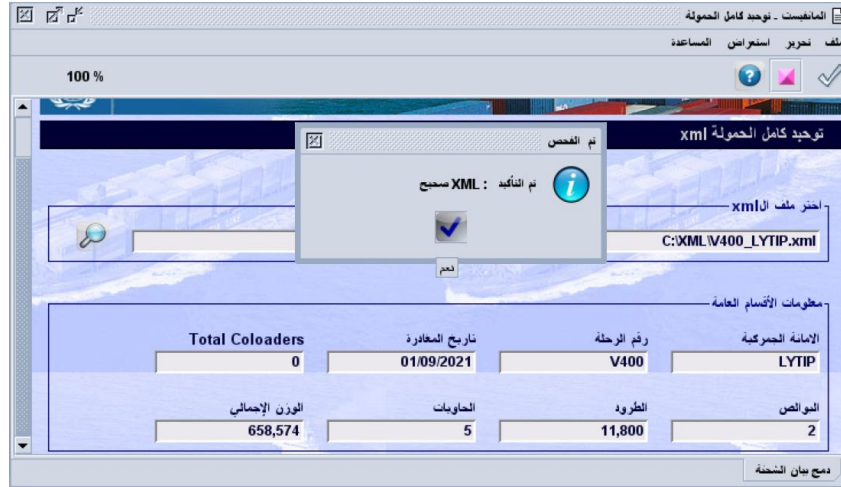 المانفيست ـ توحيد كامل الحمولة
ملف تحرير استعراض المساعدة
100 %
توحيد كامل الحمولة xml
تم الفحص
تم التأكيد : XML صحيح
نعم
اختر ملف الxml
C:\XML\V400_LYTIP.xml
معلومات الأقسام العامة
الامانة الجمركية رقم الرحلة تاريخ المغادرة Total Coloaders
LYTIP V400 01/09/2021 0
البوالص الطرود الحاويات الوزن الإجمالي
2 11,800 5 658,574
دمج بيان الشحنة